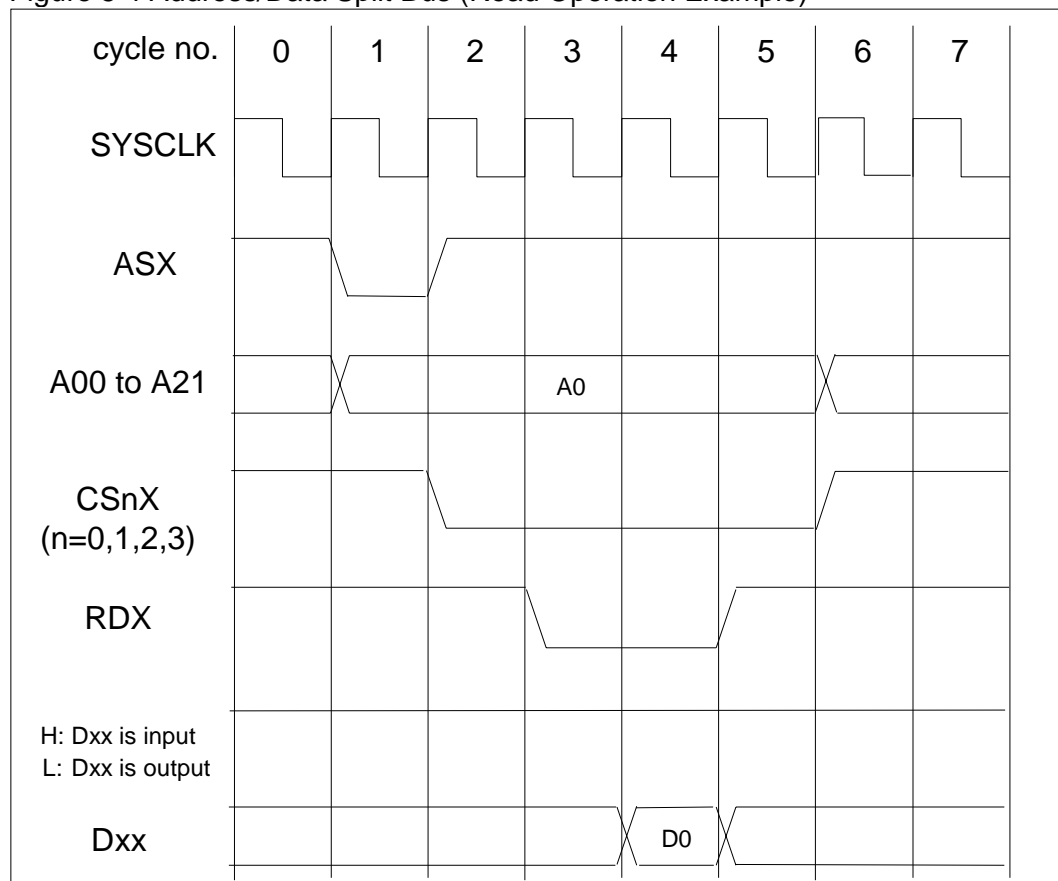 Figure Address/Data Split Bus (Read Operation Example)
cycle no. 0 1 2 3 4 5 6 7
SYSCLK
ASX
A00 to A21 A0
CSnX
(n=0,1,2,3)
RDX
H: Dxx is input
L: Dxx is output
Dxx D0